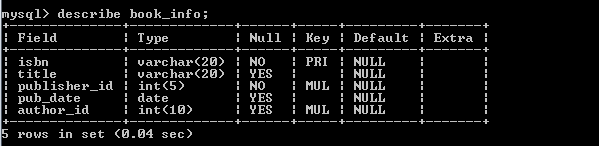 mysql> describe book_info;
+--------------+-------------+------+-----+---------+-------+
| Field | Type | Null | Key | Default | Extra |
+--------------+-------------+------+-----+---------+-------+
| isbn | varchar(20) | NO | PRI | NULL | |
| title | varchar(20) | YES | | NULL | |
| publisher_id | int(5) | NO | MUL | NULL | |
| pub_date | date | YES | | NULL | |
| author_id | int(10) | YES | MUL | NULL | |
+--------------+-------------+------+-----+---------+-------+
5 rows in set (0.04 sec)